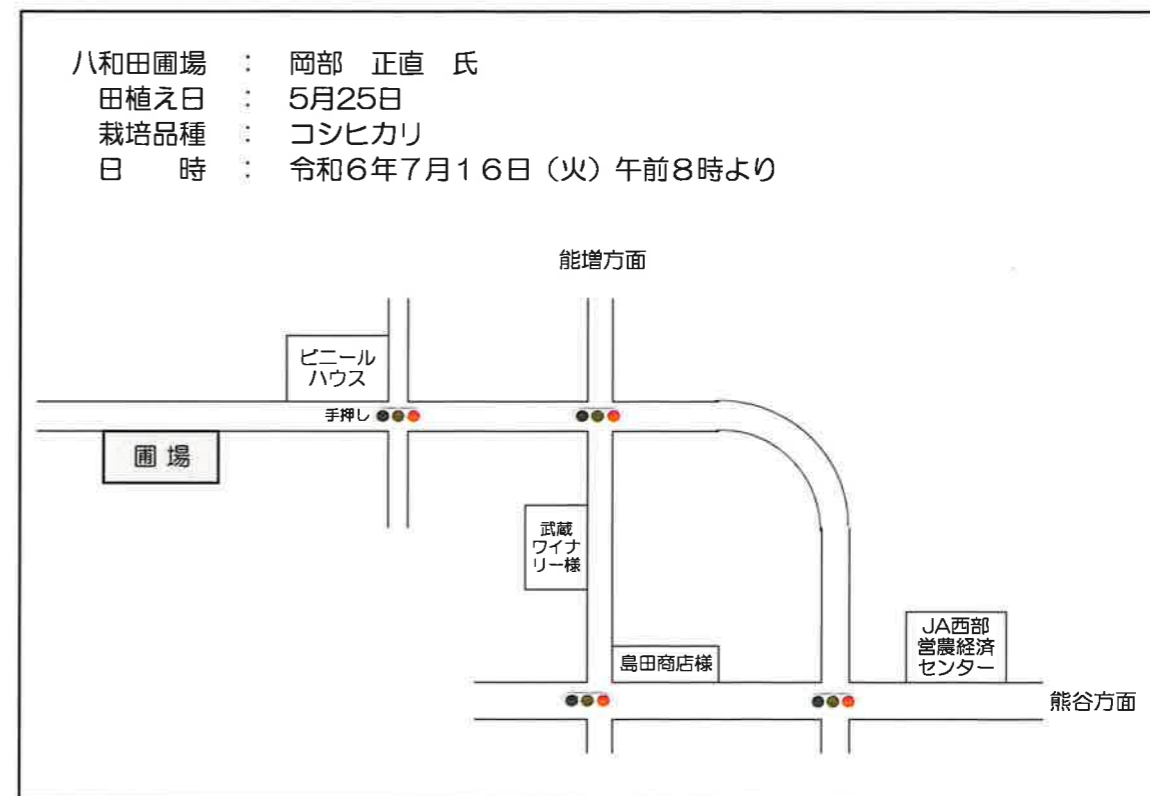 八和田圃場　：　岡部　正直　氏
田植え日　：　5月25日
栽培品種　：　コシヒカリ
日　　時　：　令和6年7月16日（火）午前8時より
能増方面
ビニール
ハウス
手押し
圃 場
武蔵
ワイナ
リー様
島田商店様
JA西部
営農経済
センター
熊谷方面